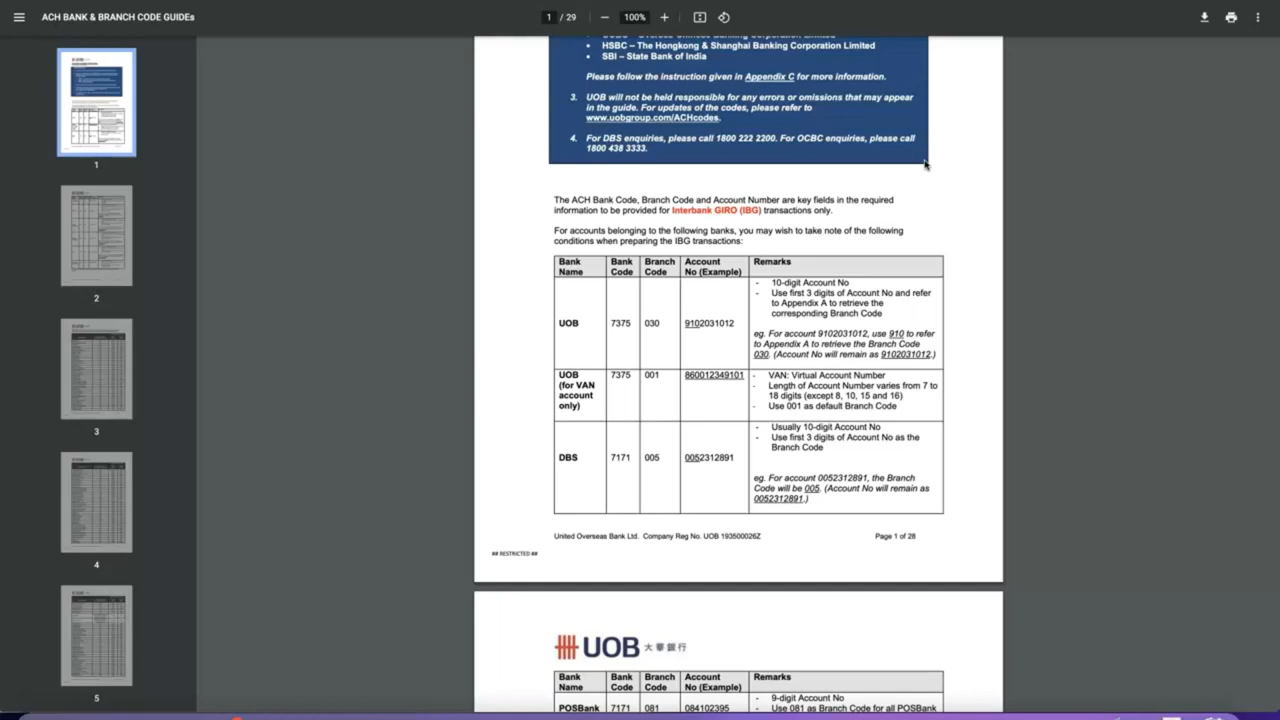 ACH BANK & BRANCH CODE GUIDEs
1 / 29
100%
1
2
3
4
5
• HSBC – The Hongkong & Shanghai Banking Corporation Limited
• SBI – State Bank of India
Please follow the instruction given in Appendix C for more information.
3. UOB will not be held responsible for any errors or omissions that may appear
in the guide. For updates of the codes, please refer to
www.uobgroup.com/ACHcodes.
4. For DBS enquiries, please call 1800 222 2200. For OCBC enquiries, please call
1800 438 3333.
The ACH Bank Code, Branch Code and Account Number are key fields in the required
information to be provided for Interbank GIRO (IBG) transactions only.
For accounts belonging to the following banks, you may wish to take note of the following
conditions when preparing the IBG transactions:
Bank Bank Branch Account Remarks
Name Code Code No (Example)
- 10-digit Account No
- Use first 3 digits of Account No and refer
to Appendix A to retrieve the
corresponding Branch Code
UOB 7375 030 9102031012
eg. For account 9102031012, use 910 to refer
to Appendix A to retrieve the Branch Code
030. (Account No will remain as 9102031012.)
UOB 7375 001 860012349101 - VAN: Virtual Account Number
(for VAN - Length of Account Number varies from 7 to
account 18 digits (except 8, 10, 15 and 16)
only) - Use 001 as default Branch Code
- Usually 10-digit Account No
- Use first 3 digits of Account No as the
Branch Code
DBS 7171 005 0052312891
eg. For account 0052312891, the Branch
Code will be 005. (Account No will remain as
0052312891.)
United Overseas Bank Ltd. Company Reg No. UOB 193500026Z Page 1 of 28
## RESTRICTED ##
UOB 大華銀行
Bank Bank Branch Account Remarks
Name Code Code No (Example)
- 9-digit Account No
POSBank 7171 081 084102395 - Use 081 as Branch Code for all POSBank